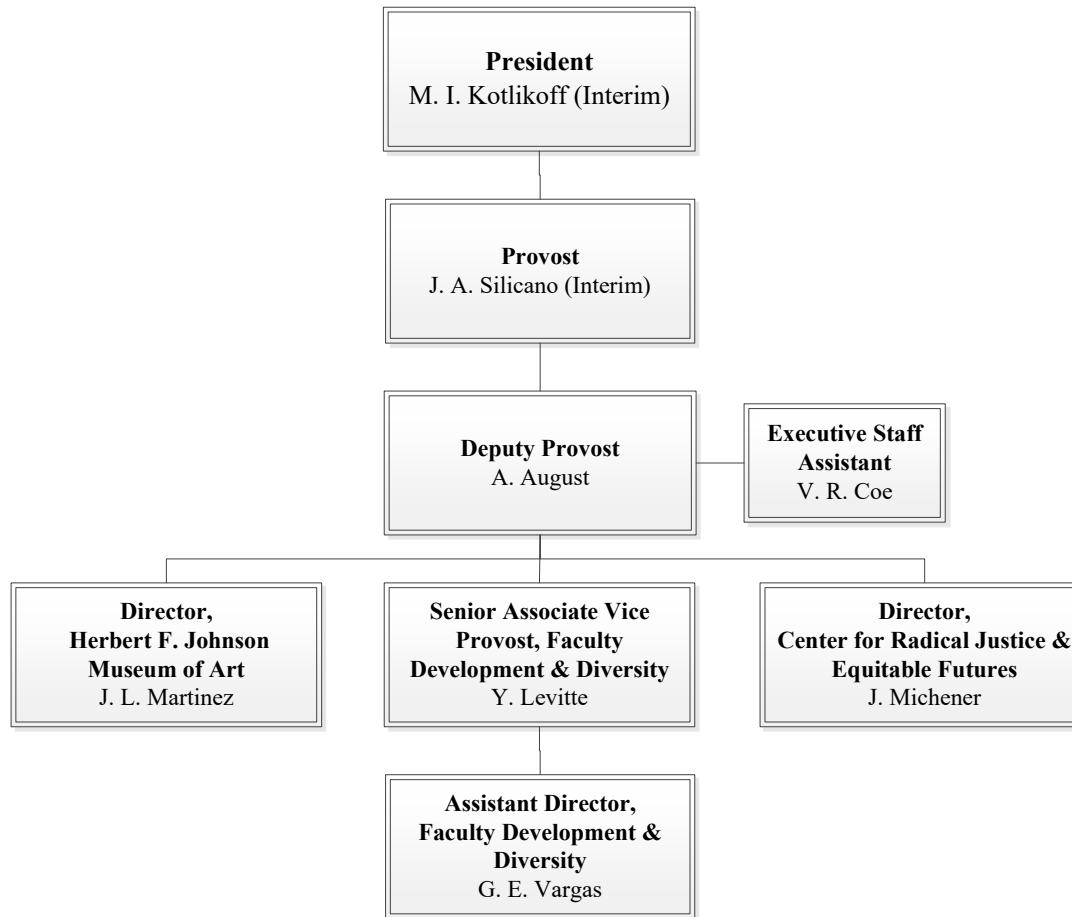 President
M. I. Kotlikoff (Interim)
Provost
J. A. Silicano (Interim)
Deputy Provost
A. August
Executive Staff
Assistant
V. R. Coe
Director,
Herbert F. Johnson
Museum of Art
J. L. Martinez
Senior Associate Vice
Provost, Faculty
Development & Diversity
Y. Levitte
Director,
Center for Radical Justice &
Equitable Futures
J. Michener
Assistant Director,
Faculty Development &
Diversity
G. E. Vargas